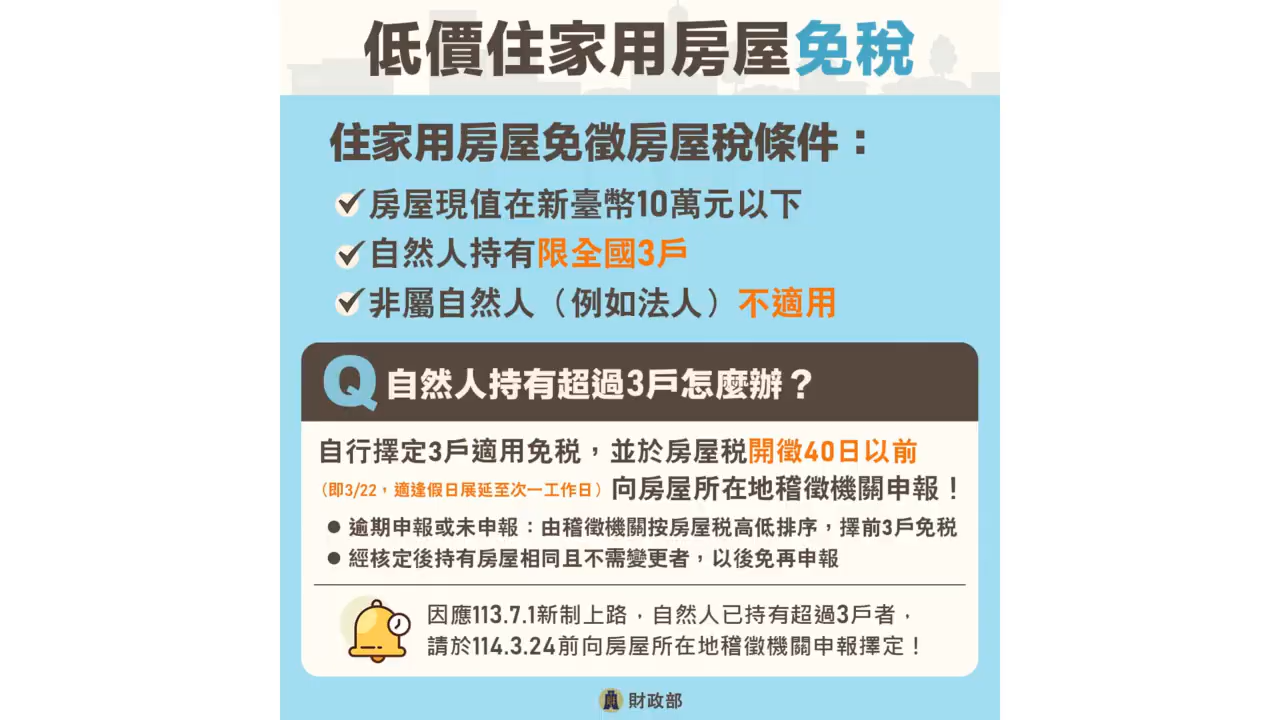 低價住家用房屋免稅
住家用房屋免徵房屋稅條件：
房屋現值在新臺幣10萬元以下
自然人持有限全國3戶
非屬自然人（例如法人）不適用
Q 自然人持有超過3戶怎麼辦？
自行擇定3戶適用免稅，並於房屋稅開徵40日以前
（即3/22，適逢假日展延至次一工作日）向房屋所在地稽徵機關申報！
● 逾期申報或未申報：由稽徵機關按房屋稅高低排序，擇前3戶免稅
● 經核定後持有房屋相同且不需變更者，以後免再申報
因應113.7.1新制上路，自然人已持有超過3戶者，
請於114.3.24前向房屋所在地稽徵機關申報擇定！
財政部